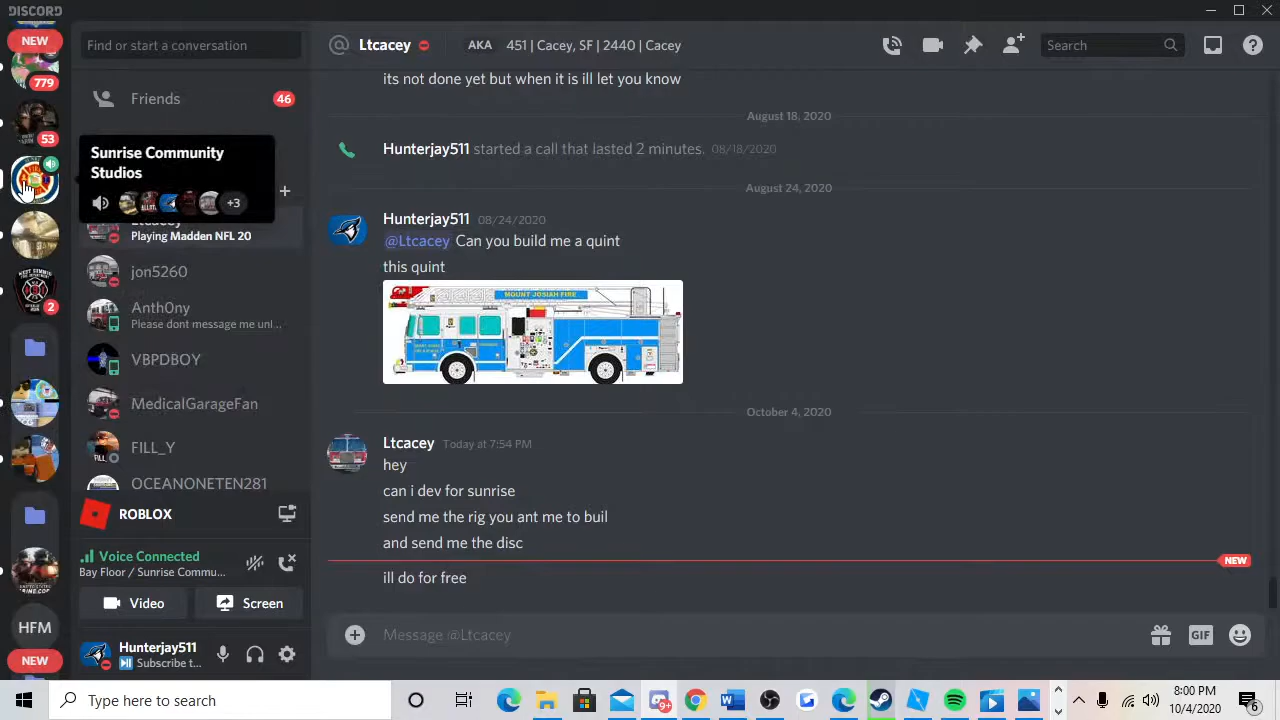 DISCORD
NEW
779
53
2
HFM
NEW
Find or start a conversation
Friends
46
Sunrise Community
Studios
+3
Ltcacey
Playing Madden NFL 20
jon5260
Anth0ny
Please dont message me unl...
VBPDBOY
MedicalGarageFan
FILL_Y
OCEANONETEN281
ROBLOX
Voice Connected
Bay Floor / Sunrise Commu...
Video
Screen
Hunterjay511
Subscribe t...
@ Ltcacey AKA 451 | Cacey, SF | 2440 | Cacey
Search
its not done yet but when it is ill let you know
August 18, 2020
Hunterjay511 started a call that lasted 2 minutes. 08/18/2020
August 24, 2020
Hunterjay511 08/24/2020
@Ltcacey Can you build me a quint
this quint
MOUNT JOSIAH FIRE
October 4, 2020
Ltcacey Today at 7:54 PM
hey
can i dev for sunrise
send me the rig you ant me to buil
and send me the disc
NEW
ill do for free
Message @Ltcacey
GIF
Type here to search
9+
8:00 PM
10/4/2020
6